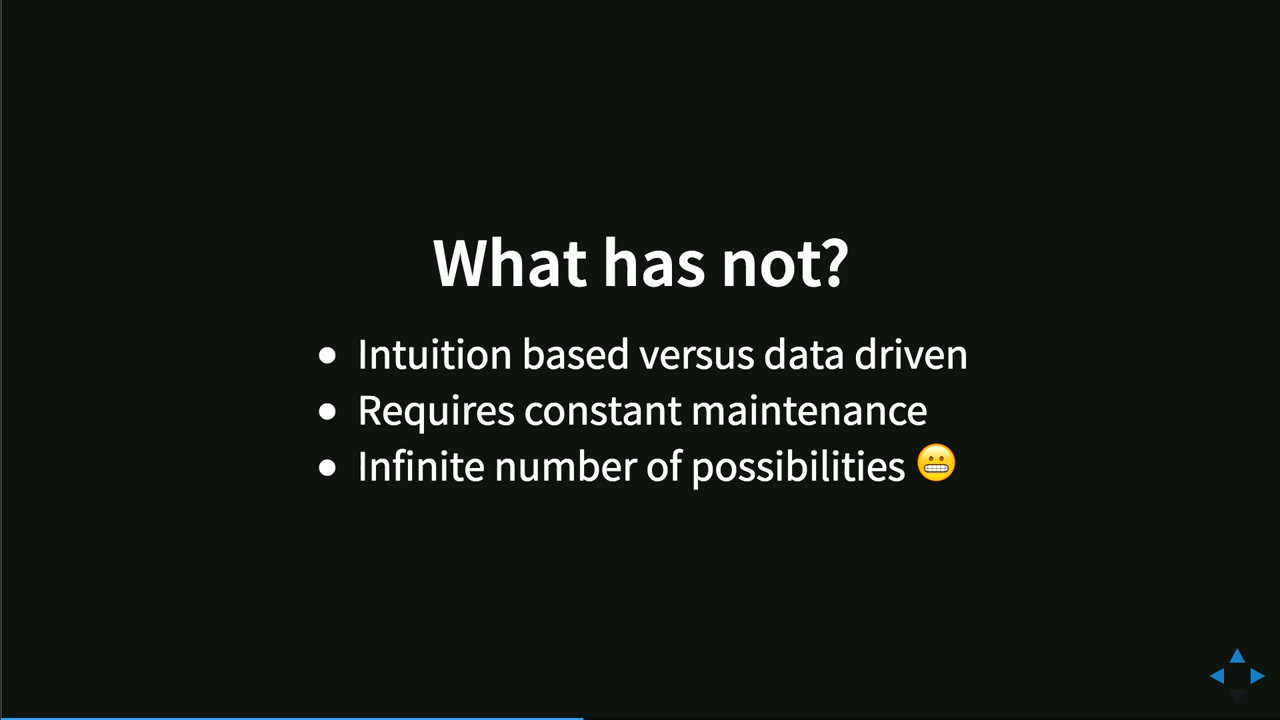 What has not?
• Intuition based versus data driven
• Requires constant maintenance
• Infinite number of possibilities 😬